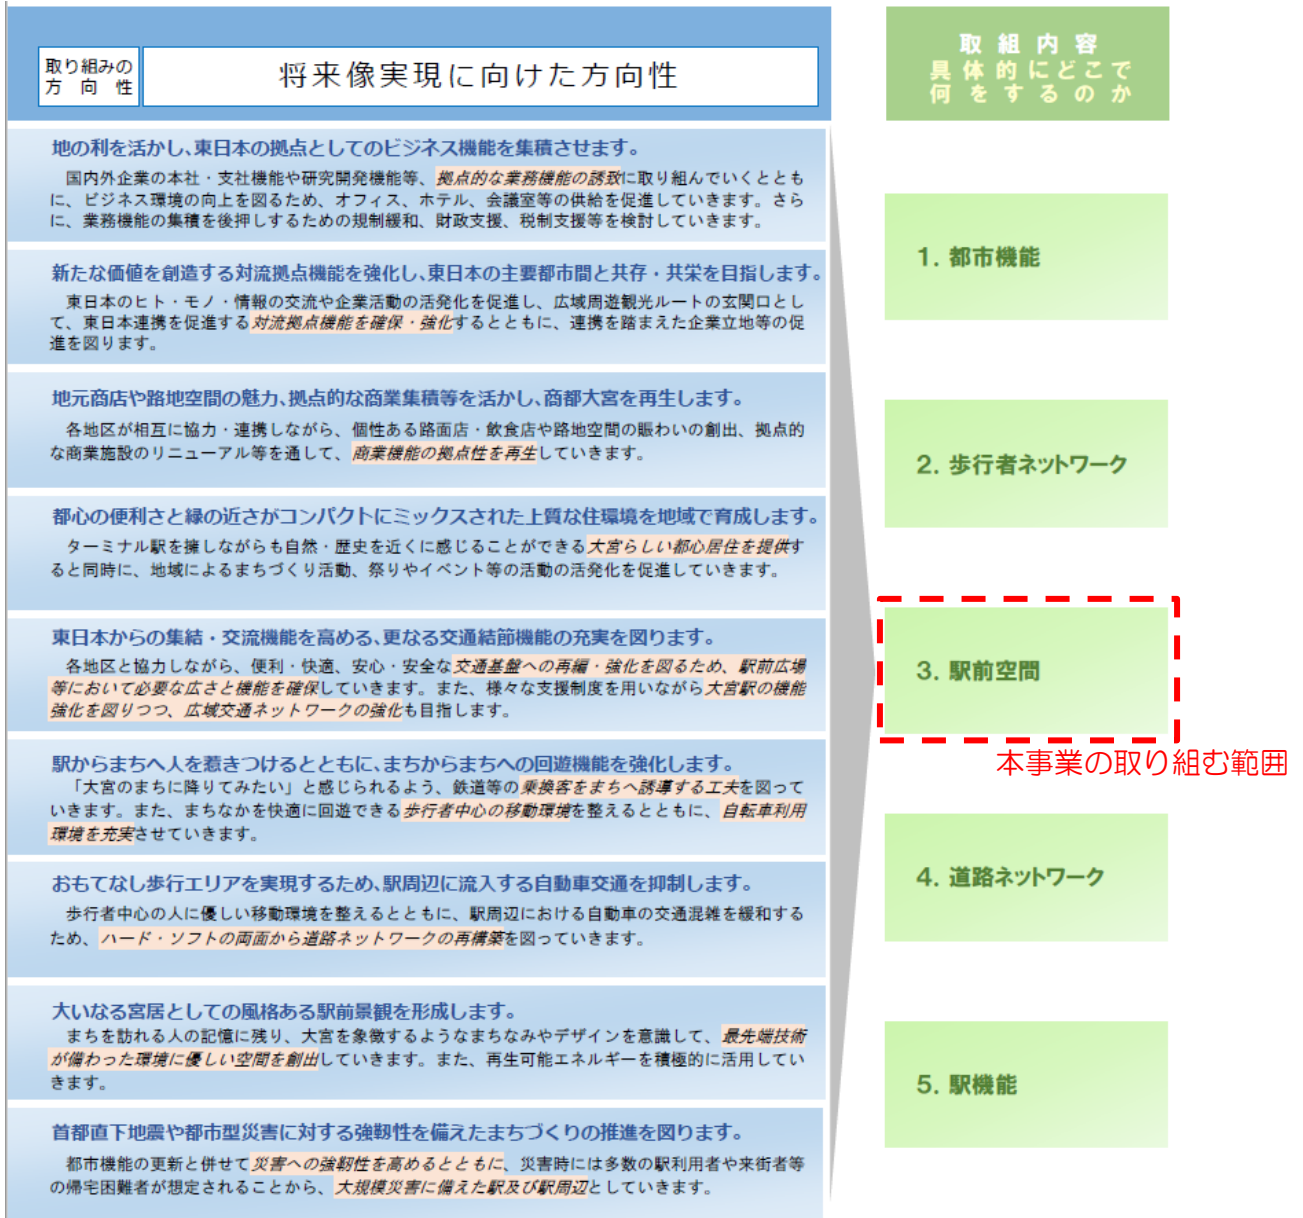 取り組みの
方向性
将来像実現に向けた方向性
地の利を活かし、東日本の拠点としてのビジネス機能を集積させます。
国内外企業の本社・支社機能や研究開発機能等、拠点的な業務機能の誘致に取り組んでいくととも
に、ビジネス環境の向上を図るため、オフィス、ホテル、会議室等の供給を促進していきます。さら
に、業務機能の集積を後押しするための規制緩和、財政支援、税制支援等を検討していきます。
新たな価値を創造する対流拠点機能を強化し、東日本の主要都市間と共存・共栄を目指します。
東日本のヒト・モノ・情報の交流や企業活動の活発化を促進し、広域周遊観光ルートの玄関口とし
て、東日本連携を促進する対流拠点機能を確保・強化するとともに、連携を踏まえた企業立地等の促
進を図ります。
地元商店や路地空間の魅力、拠点的な商業集積等を活かし、商都大宮を再生します。
各地区が相互に協力・連携しながら、個性ある路面店・飲食店や路地空間の賑わいの創出、拠点的
な商業施設のリニューアル等を通して、商業機能の拠点性を再生していきます。
都心の便利さと緑の近さがコンパクトにミックスされた上質な住環境を地域で育成します。
ターミナル駅を擁しながらも自然・歴史を近くに感じることができる大宮らしい都心居住を提供す
ると同時に、地域によるまちづくり活動、祭りやイベント等の活動の活発化を促進していきます。
東日本からの集結・交流機能を高める、更なる交通結節機能の充実を図ります。
各地区と協力しながら、便利・快適、安心・安全な交通基盤への再編・強化を図るため、駅前広場
等において必要な広さと機能を確保していきます。また、様々な支援制度を用いながら大宮駅の機能
強化を図りつつ、広域交通ネットワークの強化も目指します。
駅からまちへ人を惹きつけるとともに、まちからまちへの回遊機能を強化します。
「大宮のまちに降りてみたい」と感じられるよう、鉄道等の乗換客をまちへ誘導する工夫を図って
いきます。また、まちなかを快適に回遊できる歩行者中心の移動環境を整えるとともに、自転車利用
環境を充実させていきます。
おもてなし歩行エリアを実現するため、駅周辺に流入する自動車交通を抑制します。
歩行者中心の人に優しい移動環境を整えるとともに、駅周辺における自動車の交通混雑を緩和する
ため、ハード・ソフトの両面から道路ネットワークの再構築を図っていきます。
大いなる宮居としての風格ある駅前景観を形成します。
まちを訪れる人の記憶に残り、大宮を象徴するようなまちなみやデザインを意識して、最先端技術
が備わった環境に優しい空間を創出していきます。また、再生可能エネルギーを積極的に活用してい
きます。
首都直下地震や都市型災害に対する強靱性を備えたまちづくりの推進を図ります。
都市機能の更新と併せて災害への強靱性を高めるとともに、災害時には多数の駅利用者や来街者等
の帰宅困難者が想定されることから、大規模災害に備えた駅及び駅周辺としていきます。
取組内容
具体的にどこで
何をするのか
1. 都市機能
2. 歩行者ネットワーク
3. 駅前空間
本事業の取り組む範囲
4. 道路ネットワーク
5. 駅機能